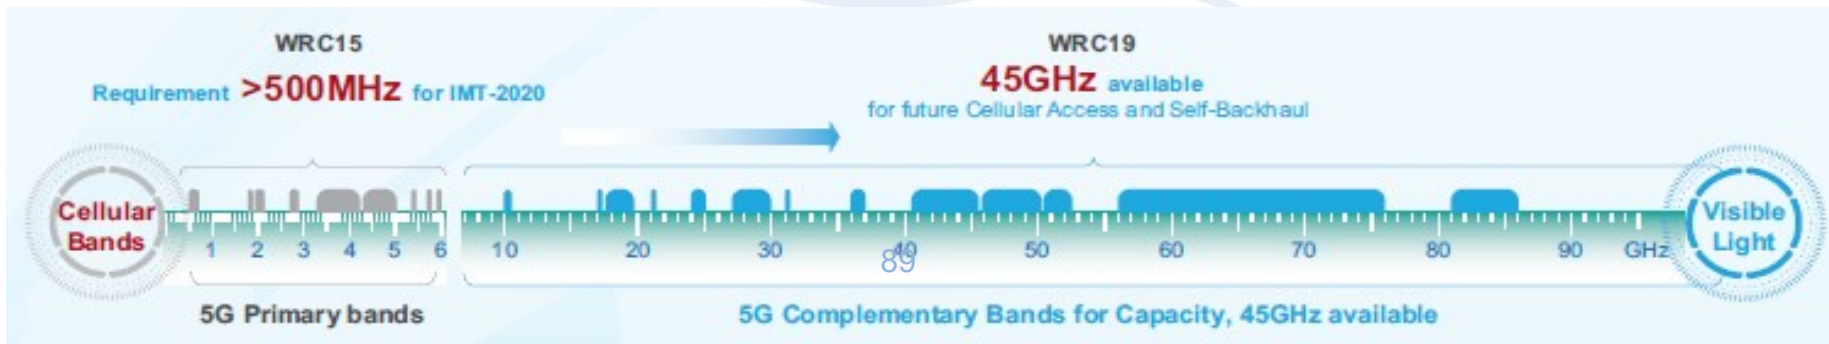 WRC15
Requirement >500MHz for IMT-2020
WRC19
45GHz available
for future Cellular Access and Self-Backhaul
Cellular
Bands
1 2 3 4 5 6 10 20 30 40 50 60 70 80 90 GHz
89
Visible
Light
5G Primary bands
5G Complementary Bands for Capacity, 45GHz available